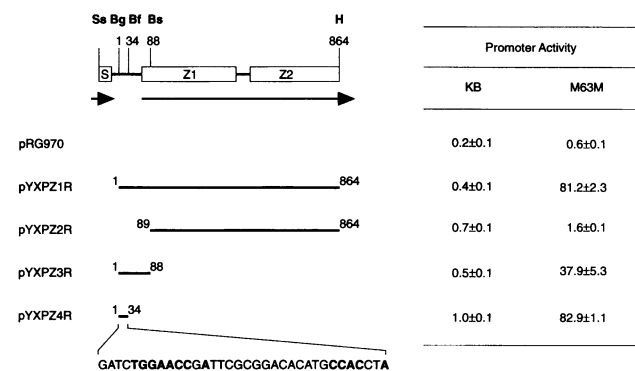 Ss Bg Bf Bs H
1 34 88 864
S Z1 Z2
Promoter Activity
KB M63M
pRG970 0.2±0.1 0.6±0.1
pYXPZ1R 1 864 0.4±0.1 81.2±2.3
pYXPZ2R 89 864 0.7±0.1 1.6±0.1
pYXPZ3R 1 88 0.5±0.1 37.9±5.3
pYXPZ4R 1 34 1.0±0.1 82.9±1.1
GATCTGGAACCGATTCGCGGACACATGCCACCTA